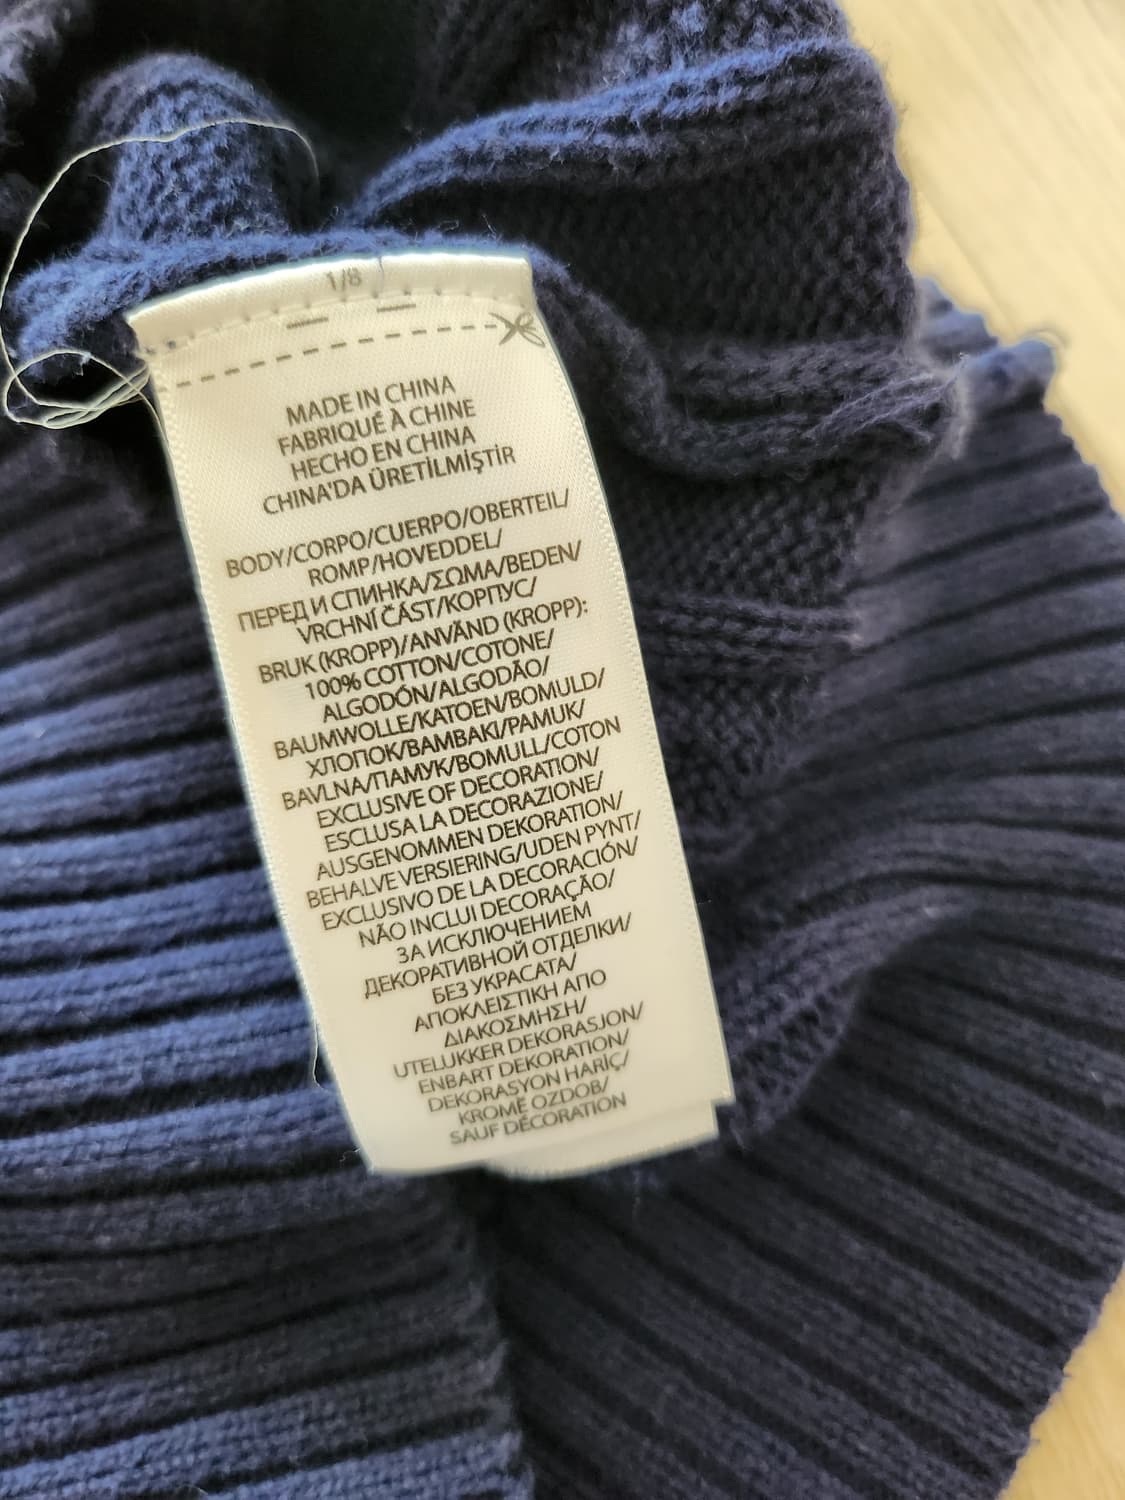 1/8
MADE IN CHINA
FABRIQUÉ À CHINE
HECHO EN CHINA
CHINA'DA ÜRETİLMİŞTİR
BODY/CORPO/CUERPO/OBERTEIL/
ROMP/HOVEDDEL/
ПЕРЕД И СПИНКА/ΣΩΜΑ/BEDEN/
VRCHNÍ ČÁST/КОРПУС/
BRUK (KROPP)/ANVÄND (KROPP):
100% COTTON/COTONE/
ALGODÓN/ALGODÃO/
BAUMWOLLE/KATOEN/BOMULD/
ХЛОПОК/ΒΑΜΒΑΚΙ/PAMUK/
BAVLNA/ПАМУК/BOMULL/COTON
EXCLUSIVE OF DECORATION/
ESCLUSA LA DECORAZIONE/
AUSGENOMMEN DEKORATION/
BEHALVE VERSIERING/UDEN PYNT/
EXCLUSIVO DE LA DECORACIÓN/
NÃO INCLUI DECORAÇÃO/
ЗА ИСКЛЮЧЕНИЕМ
ДЕКОРАТИВНОЙ ОТДЕЛКИ/
БЕЗ УКРАСАТА/
ΑΠΟΚΛΕΙΣΤΙΚΗ ΑΠΟ
ΔΙΑΚΟΣΜΗΣΗ/
UTELUKKER DEKORASJON/
ENBART DEKORATION/
DEKORASYON HARİÇ/
KROMĚ OZDOB/
SAUF DÉCORATION